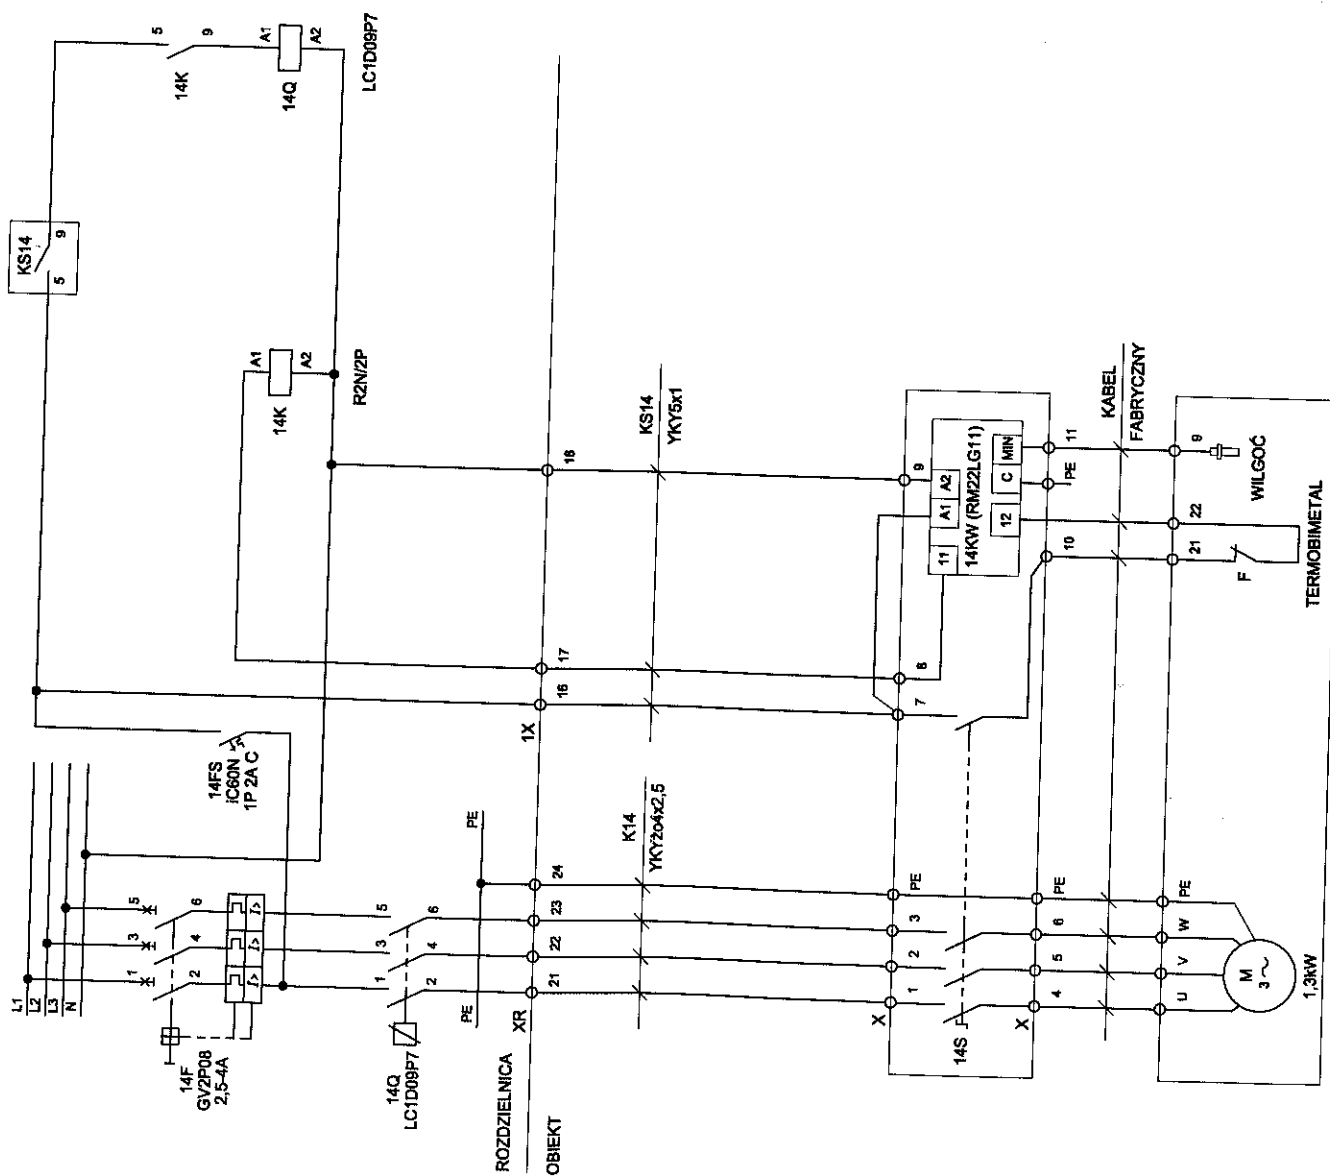 5
9
A1
A2
14K
14Q
LC1D09P7
KS14
5
9
A1
A2
14K
R2N/2P
18
KS14
YKY5x1
9
A1
A2
11
14KW (RM22LG11)
12
C
MIN
11
PE
10
KABEL
FABRYCZNY
9
WILGOĆ
22
21
F
TERMOBIMETAL
17
16
1X
8
7
14FS
iC60N
1P 2A C
L1
L2
L3
N
1
3
5
2
4
6
I>
I>
I>
14F
GV2P08
2,5-4A
1
3
5
2
4
6
14Q
LC1D09P7
PE
PE
XR
21
22
23
24
ROZDZIELNICA
OBIEKT
K14
YKYżo4x2,5
X
1
2
3
PE
14S
X
4
5
6
PE
U
V
W
PE
M
3~
1,3kW